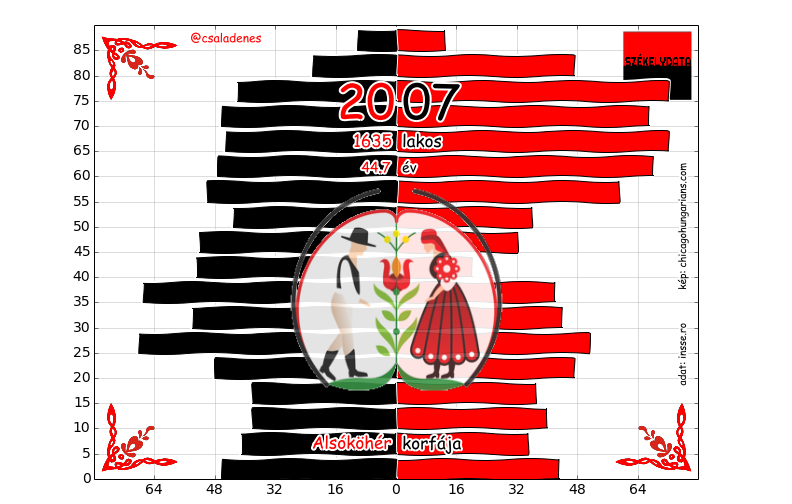 @csaladenes
SZÉKELYDATA
2007
1635 lakos
44.7 év
kép: chicagohungarians.com
adat: insse.ro
Alsóköhér korfája
85
80
75
70
65
60
55
50
45
40
35
30
25
20
15
10
5
0
64 48 32 16 0 16 32 48 64